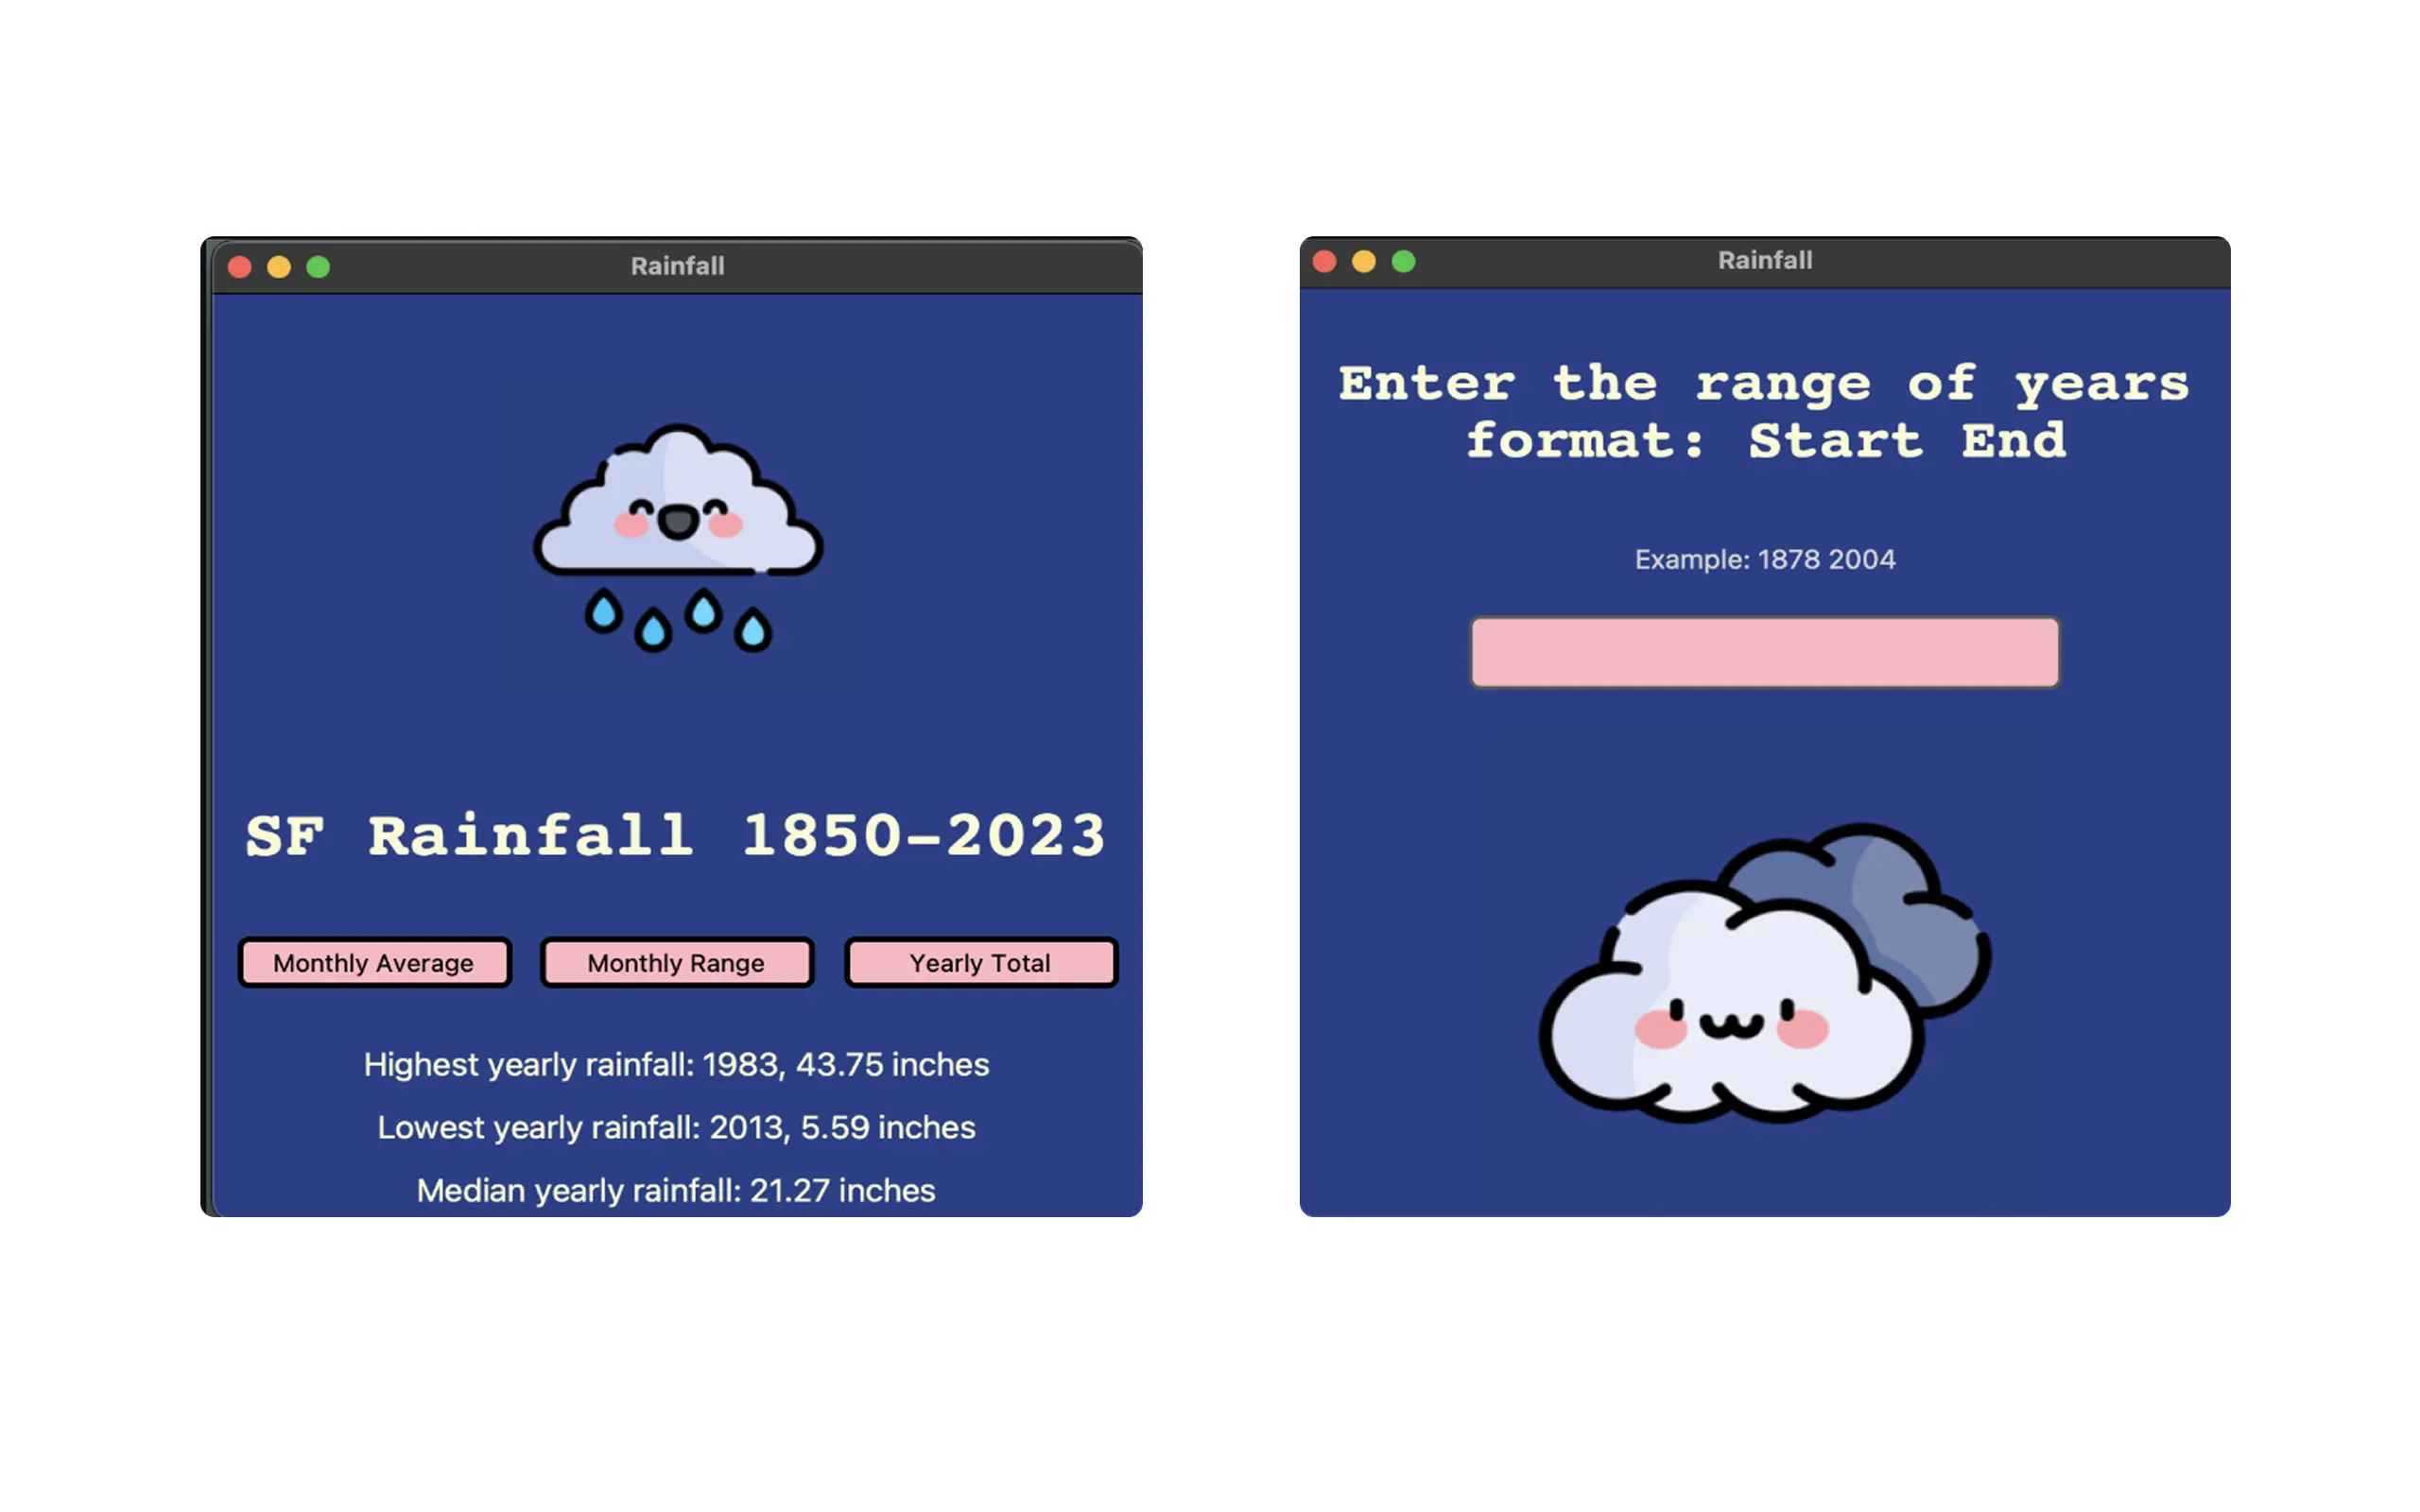 Rainfall
SF Rainfall 1850-2023
Monthly Average
Monthly Range
Yearly Total
Highest yearly rainfall: 1983, 43.75 inches
Lowest yearly rainfall: 2013, 5.59 inches
Median yearly rainfall: 21.27 inches
Rainfall
Enter the range of years
format: Start End
Example: 1878 2004